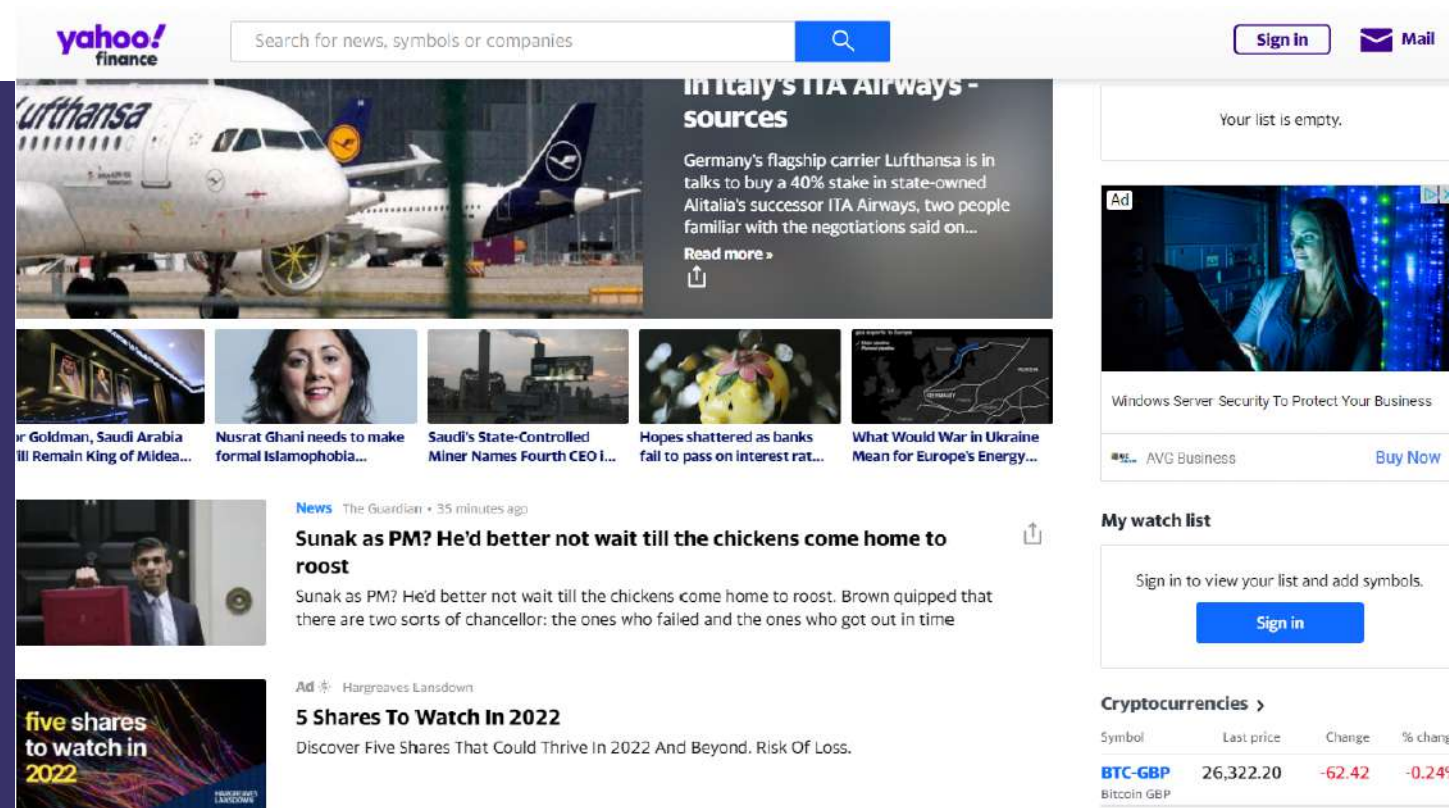 yahoo!
finance
Search for news, symbols or companies
Sign in
Mail
Lufthansa
in Italy's ITA Airways -
sources
Germany's flagship carrier Lufthansa is in
talks to buy a 40% stake in state-owned
Alitalia's successor ITA Airways, two people
familiar with the negotiations said on...
Read more »
Your list is empty.
Ad
Windows Server Security To Protect Your Business
AVG Business
Buy Now
or Goldman, Saudi Arabia
ill Remain King of Midea...
Nusrat Ghani needs to make
formal Islamophobia...
Saudi's State-Controlled
Miner Names Fourth CEO i...
Hopes shattered as banks
fail to pass on interest rat...
What Would War in Ukraine
Mean for Europe's Energy...
News The Guardian • 35 minutes ago
Sunak as PM? He'd better not wait till the chickens come home to
roost
Sunak as PM? He'd better not wait till the chickens come home to roost. Brown quipped that
there are two sorts of chancellor: the ones who failed and the ones who got out in time
My watch list
Sign in to view your list and add symbols.
Sign in
five shares
to watch in
2022
HARGREAVES
LANSDOWN
Ad Hargreaves Lansdown
5 Shares To Watch In 2022
Discover Five Shares That Could Thrive In 2022 And Beyond. Risk Of Loss.
Cryptocurrencies >
Symbol Last price Change % chang
BTC-GBP 26,322.20 -62.42 -0.24%
Bitcoin GBP